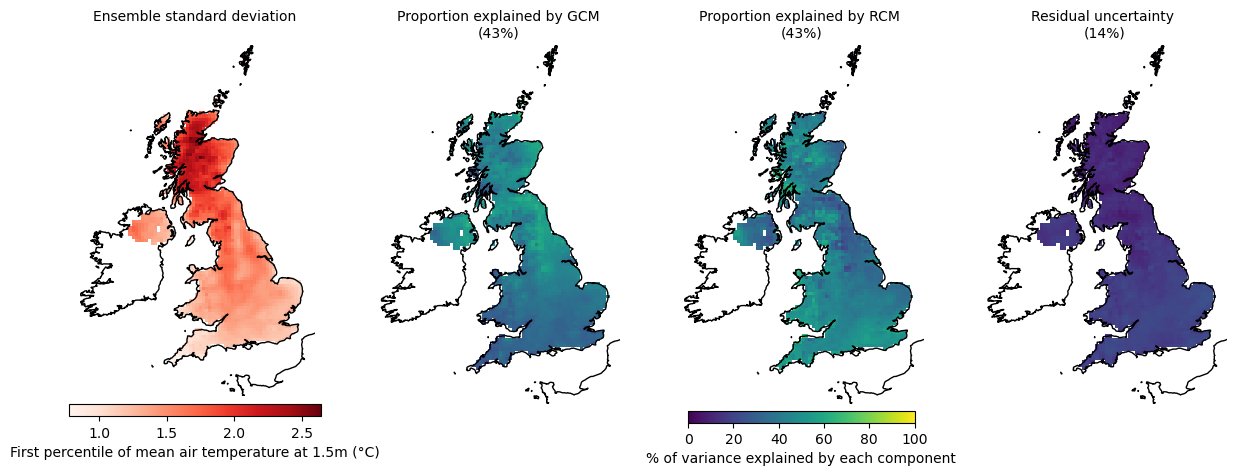 Ensemble standard deviation
Proportion explained by GCM
(43%)
Proportion explained by RCM
(43%)
Residual uncertainty
(14%)
1.0 1.5 2.0 2.5
First percentile of mean air temperature at 1.5m (°C)
0 20 40 60 80 100
% of variance explained by each component